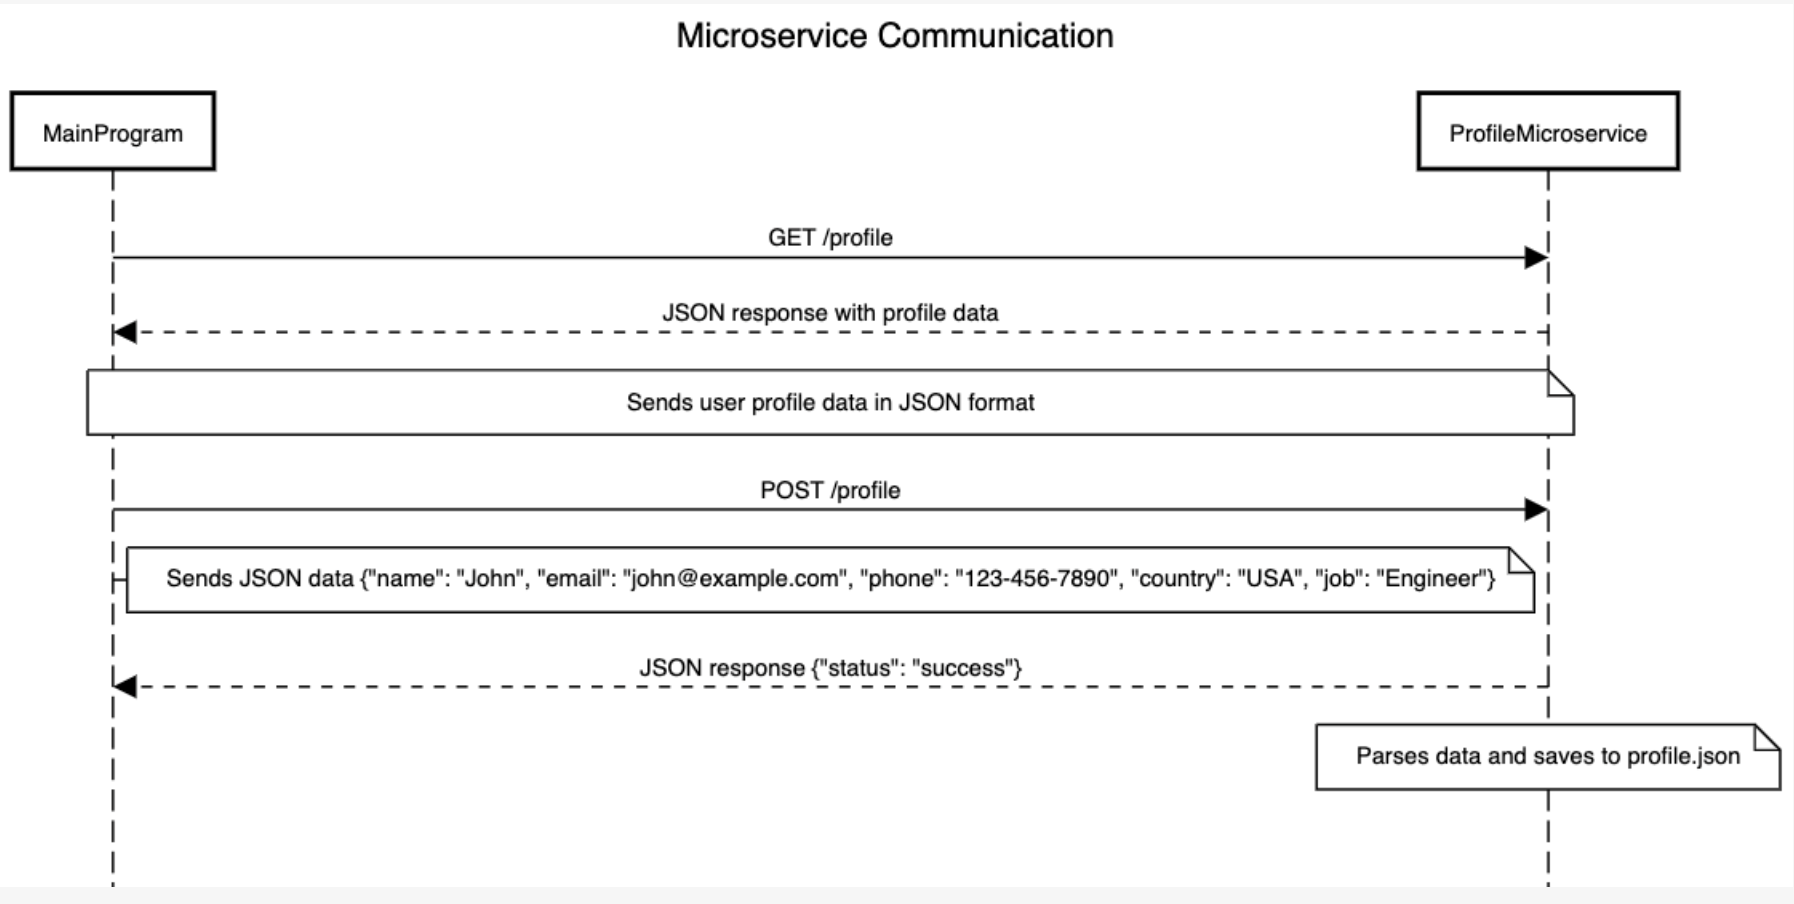 Microservice Communication
MainProgram
ProfileMicroservice
GET /profile
JSON response with profile data
Sends user profile data in JSON format
POST /profile
Sends JSON data {"name": "John", "email": "john@example.com", "phone": "123-456-7890", "country": "USA", "job": "Engineer"}
JSON response {"status": "success"}
Parses data and saves to profile.json